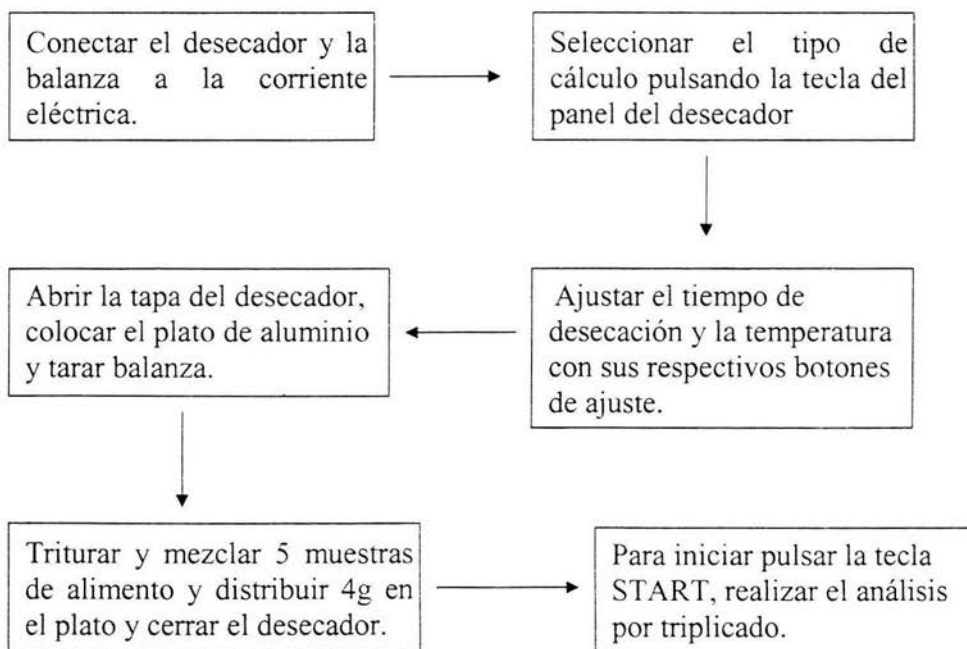 Conectar el desecador y la
balanza a la corriente
eléctrica.
Seleccionar el tipo de
cálculo pulsando la tecla del
panel del desecador
Ajustar el tiempo de
desecación y la temperatura
con sus respectivos botones
de ajuste.
Abrir la tapa del desecador,
colocar el plato de aluminio
y tarar balanza.
Triturar y mezclar 5 muestras
de alimento y distribuir 4g en
el plato y cerrar el desecador.
Para iniciar pulsar la tecla
START, realizar el análisis
por triplicado.